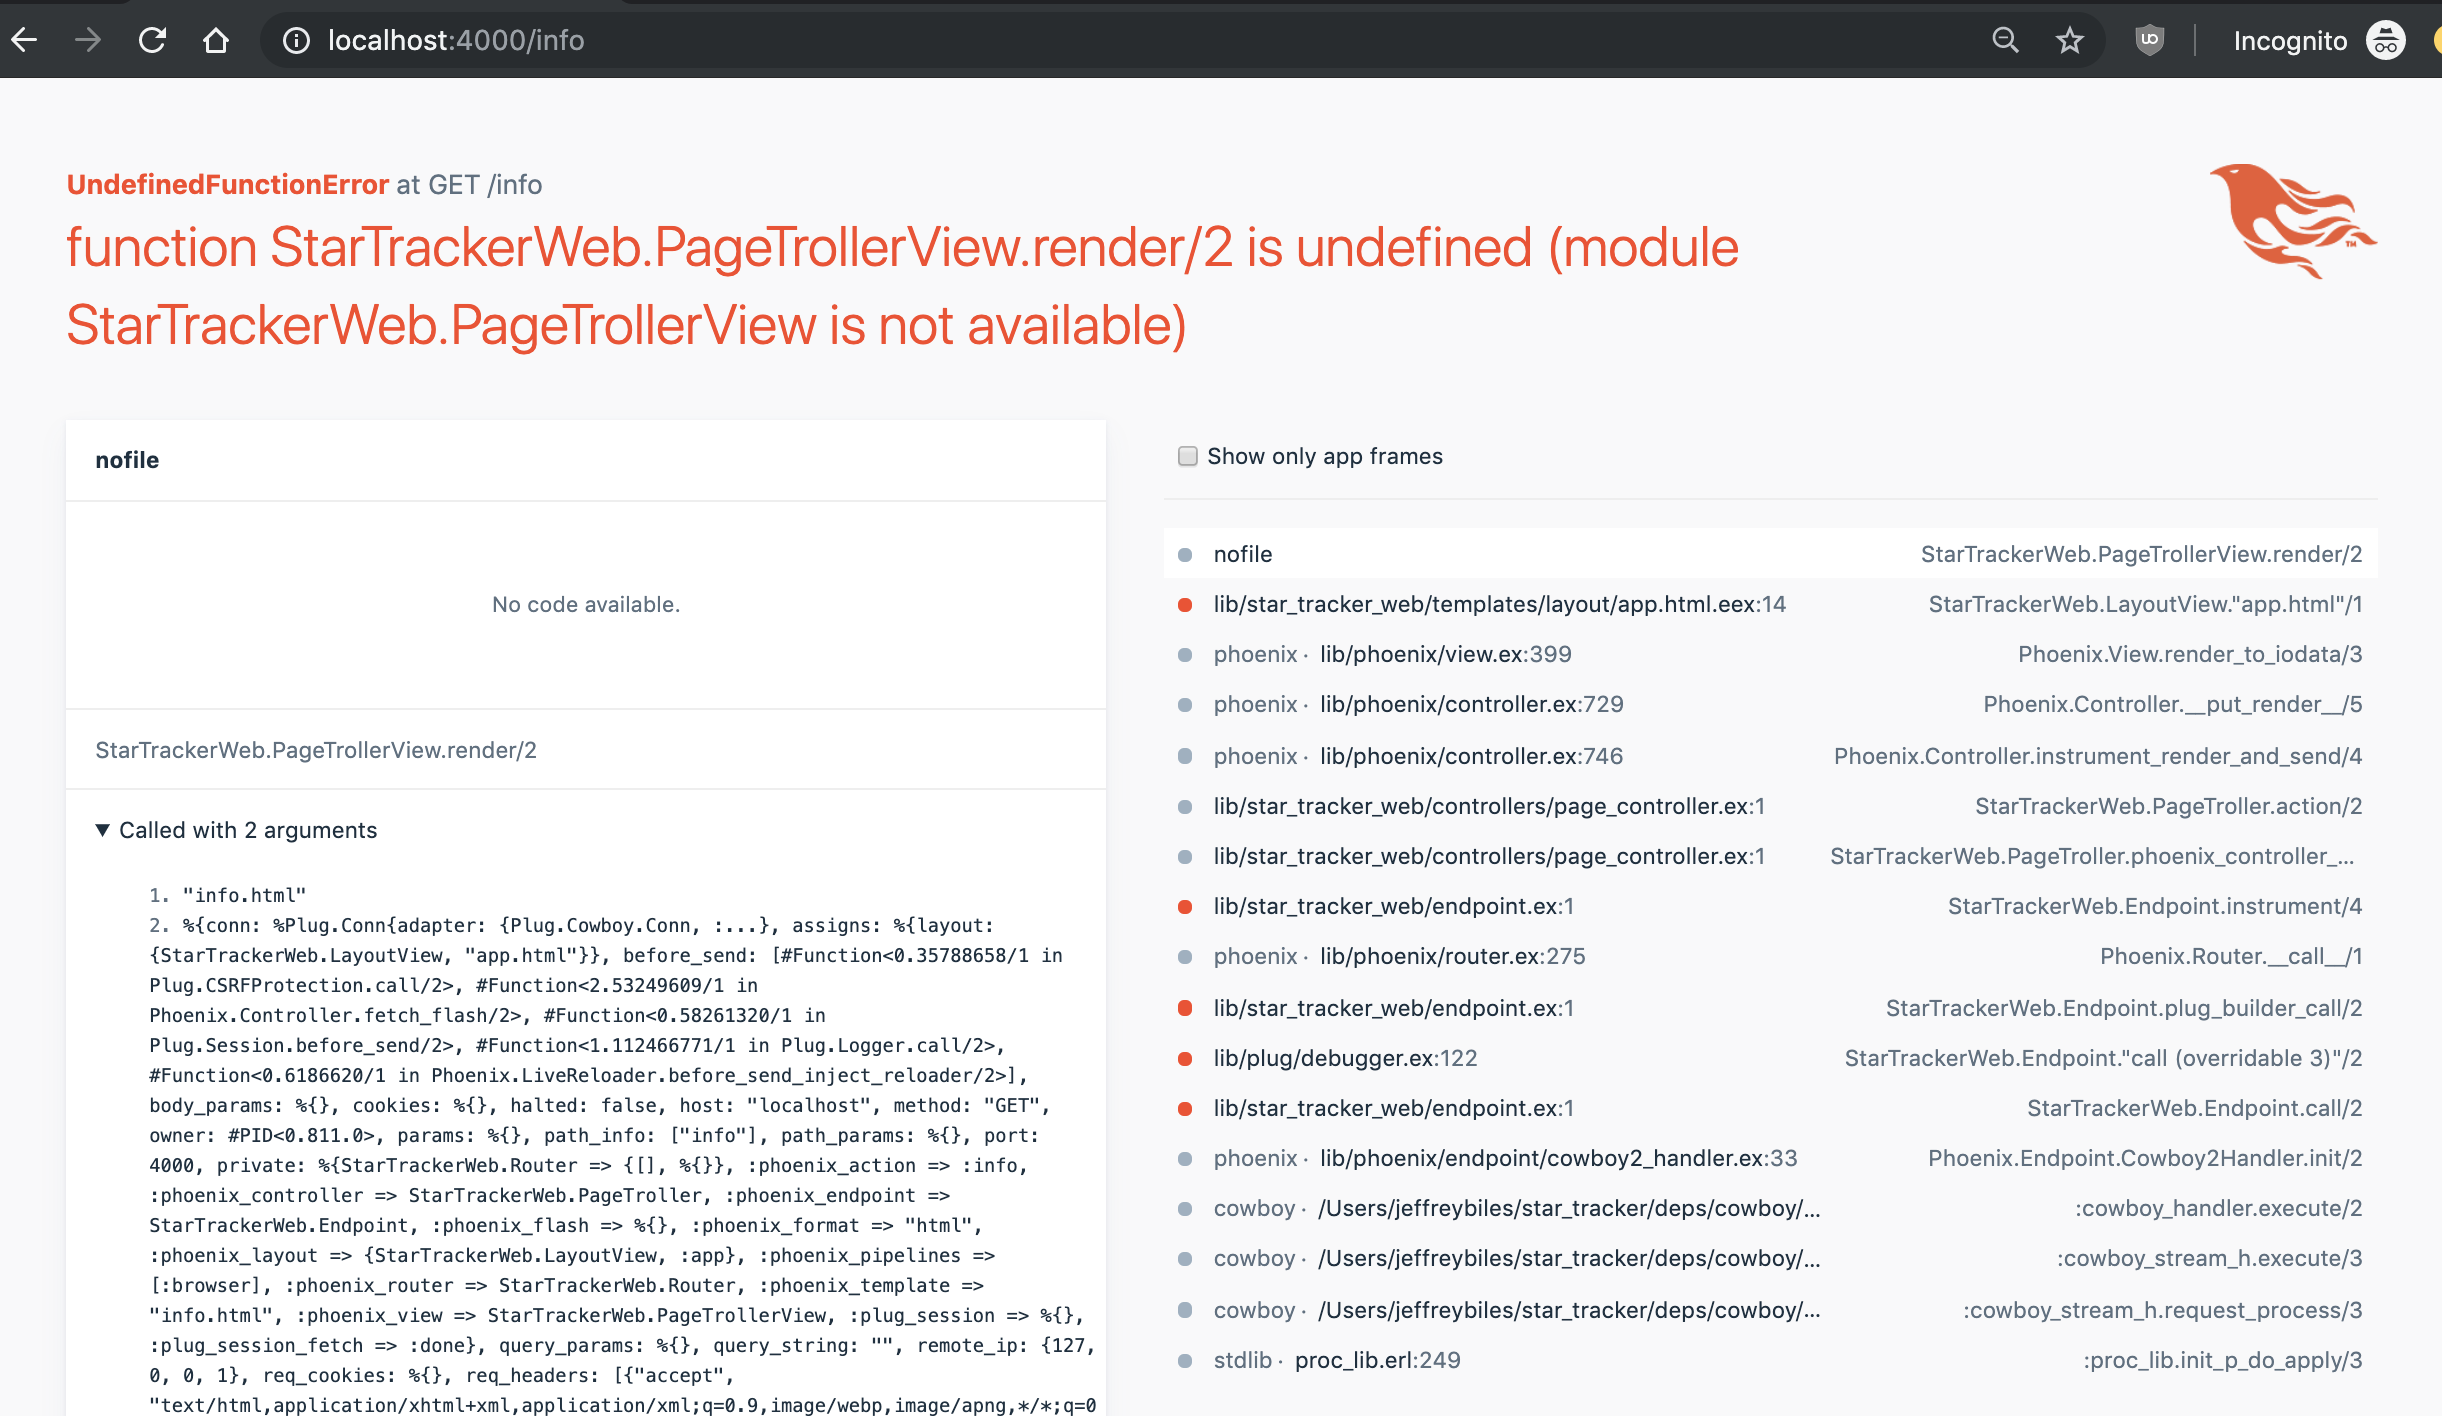 localhost:4000/info
Incognito
UndefinedFunctionError at GET /info
function StarTrackerWeb.PageTrollerView.render/2 is undefined (module
StarTrackerWeb.PageTrollerView is not available)
TM
nofile
No code available.
StarTrackerWeb.PageTrollerView.render/2
▼ Called with 2 arguments
1. "info.html"
2. %{conn: %Plug.Conn{adapter: {Plug.Cowboy.Conn, :...}, assigns: %{layout:
{StarTrackerWeb.LayoutView, "app.html"}}, before_send: [#Function<0.35788658/1 in
Plug.CSRFProtection.call/2>, #Function<2.53249609/1 in
Phoenix.Controller.fetch_flash/2>, #Function<0.58261320/1 in
Plug.Session.before_send/2>, #Function<1.112466771/1 in Plug.Logger.call/2>,
#Function<0.6186620/1 in Phoenix.LiveReloader.before_send_inject_reloader/2>],
body_params: %{}, cookies: %{}, halted: false, host: "localhost", method: "GET",
owner: #PID<0.811.0>, params: %{}, path_info: ["info"], path_params: %{}, port:
4000, private: %{StarTrackerWeb.Router => {[], %{}}, :phoenix_action => :info,
:phoenix_controller => StarTrackerWeb.PageTroller, :phoenix_endpoint =>
StarTrackerWeb.Endpoint, :phoenix_flash => %{}, :phoenix_format => "html",
:phoenix_layout => {StarTrackerWeb.LayoutView, :app}, :phoenix_pipelines =>
[:browser], :phoenix_router => StarTrackerWeb.Router, :phoenix_template =>
"info.html", :phoenix_view => StarTrackerWeb.PageTrollerView, :plug_session => %{},
:plug_session_fetch => :done}, query_params: %{}, query_string: "", remote_ip: {127,
0, 0, 1}, req_cookies: %{}, req_headers: [{"accept",
"text/html,application/xhtml+xml,application/xml;q=0.9,image/webp,image/apng,*/*;q=0
Show only app frames
nofile StarTrackerWeb.PageTrollerView.render/2
lib/star_tracker_web/templates/layout/app.html.eex:14 StarTrackerWeb.LayoutView."app.html"/1
phoenix · lib/phoenix/view.ex:399 Phoenix.View.render_to_iodata/3
phoenix · lib/phoenix/controller.ex:729 Phoenix.Controller.__put_render__/5
phoenix · lib/phoenix/controller.ex:746 Phoenix.Controller.instrument_render_and_send/4
lib/star_tracker_web/controllers/page_controller.ex:1 StarTrackerWeb.PageTroller.action/2
lib/star_tracker_web/controllers/page_controller.ex:1 StarTrackerWeb.PageTroller.phoenix_controller_...
lib/star_tracker_web/endpoint.ex:1 StarTrackerWeb.Endpoint.instrument/4
phoenix · lib/phoenix/router.ex:275 Phoenix.Router.__call__/1
lib/star_tracker_web/endpoint.ex:1 StarTrackerWeb.Endpoint.plug_builder_call/2
lib/plug/debugger.ex:122 StarTrackerWeb.Endpoint."call (overridable 3)"/2
lib/star_tracker_web/endpoint.ex:1 StarTrackerWeb.Endpoint.call/2
phoenix · lib/phoenix/endpoint/cowboy2_handler.ex:33 Phoenix.Endpoint.Cowboy2Handler.init/2
cowboy · /Users/jeffreybiles/star_tracker/deps/cowboy/... :cowboy_handler.execute/2
cowboy · /Users/jeffreybiles/star_tracker/deps/cowboy/... :cowboy_stream_h.execute/3
cowboy · /Users/jeffreybiles/star_tracker/deps/cowboy/... :cowboy_stream_h.request_process/3
stdlib · proc_lib.erl:249 :proc_lib.init_p_do_apply/3